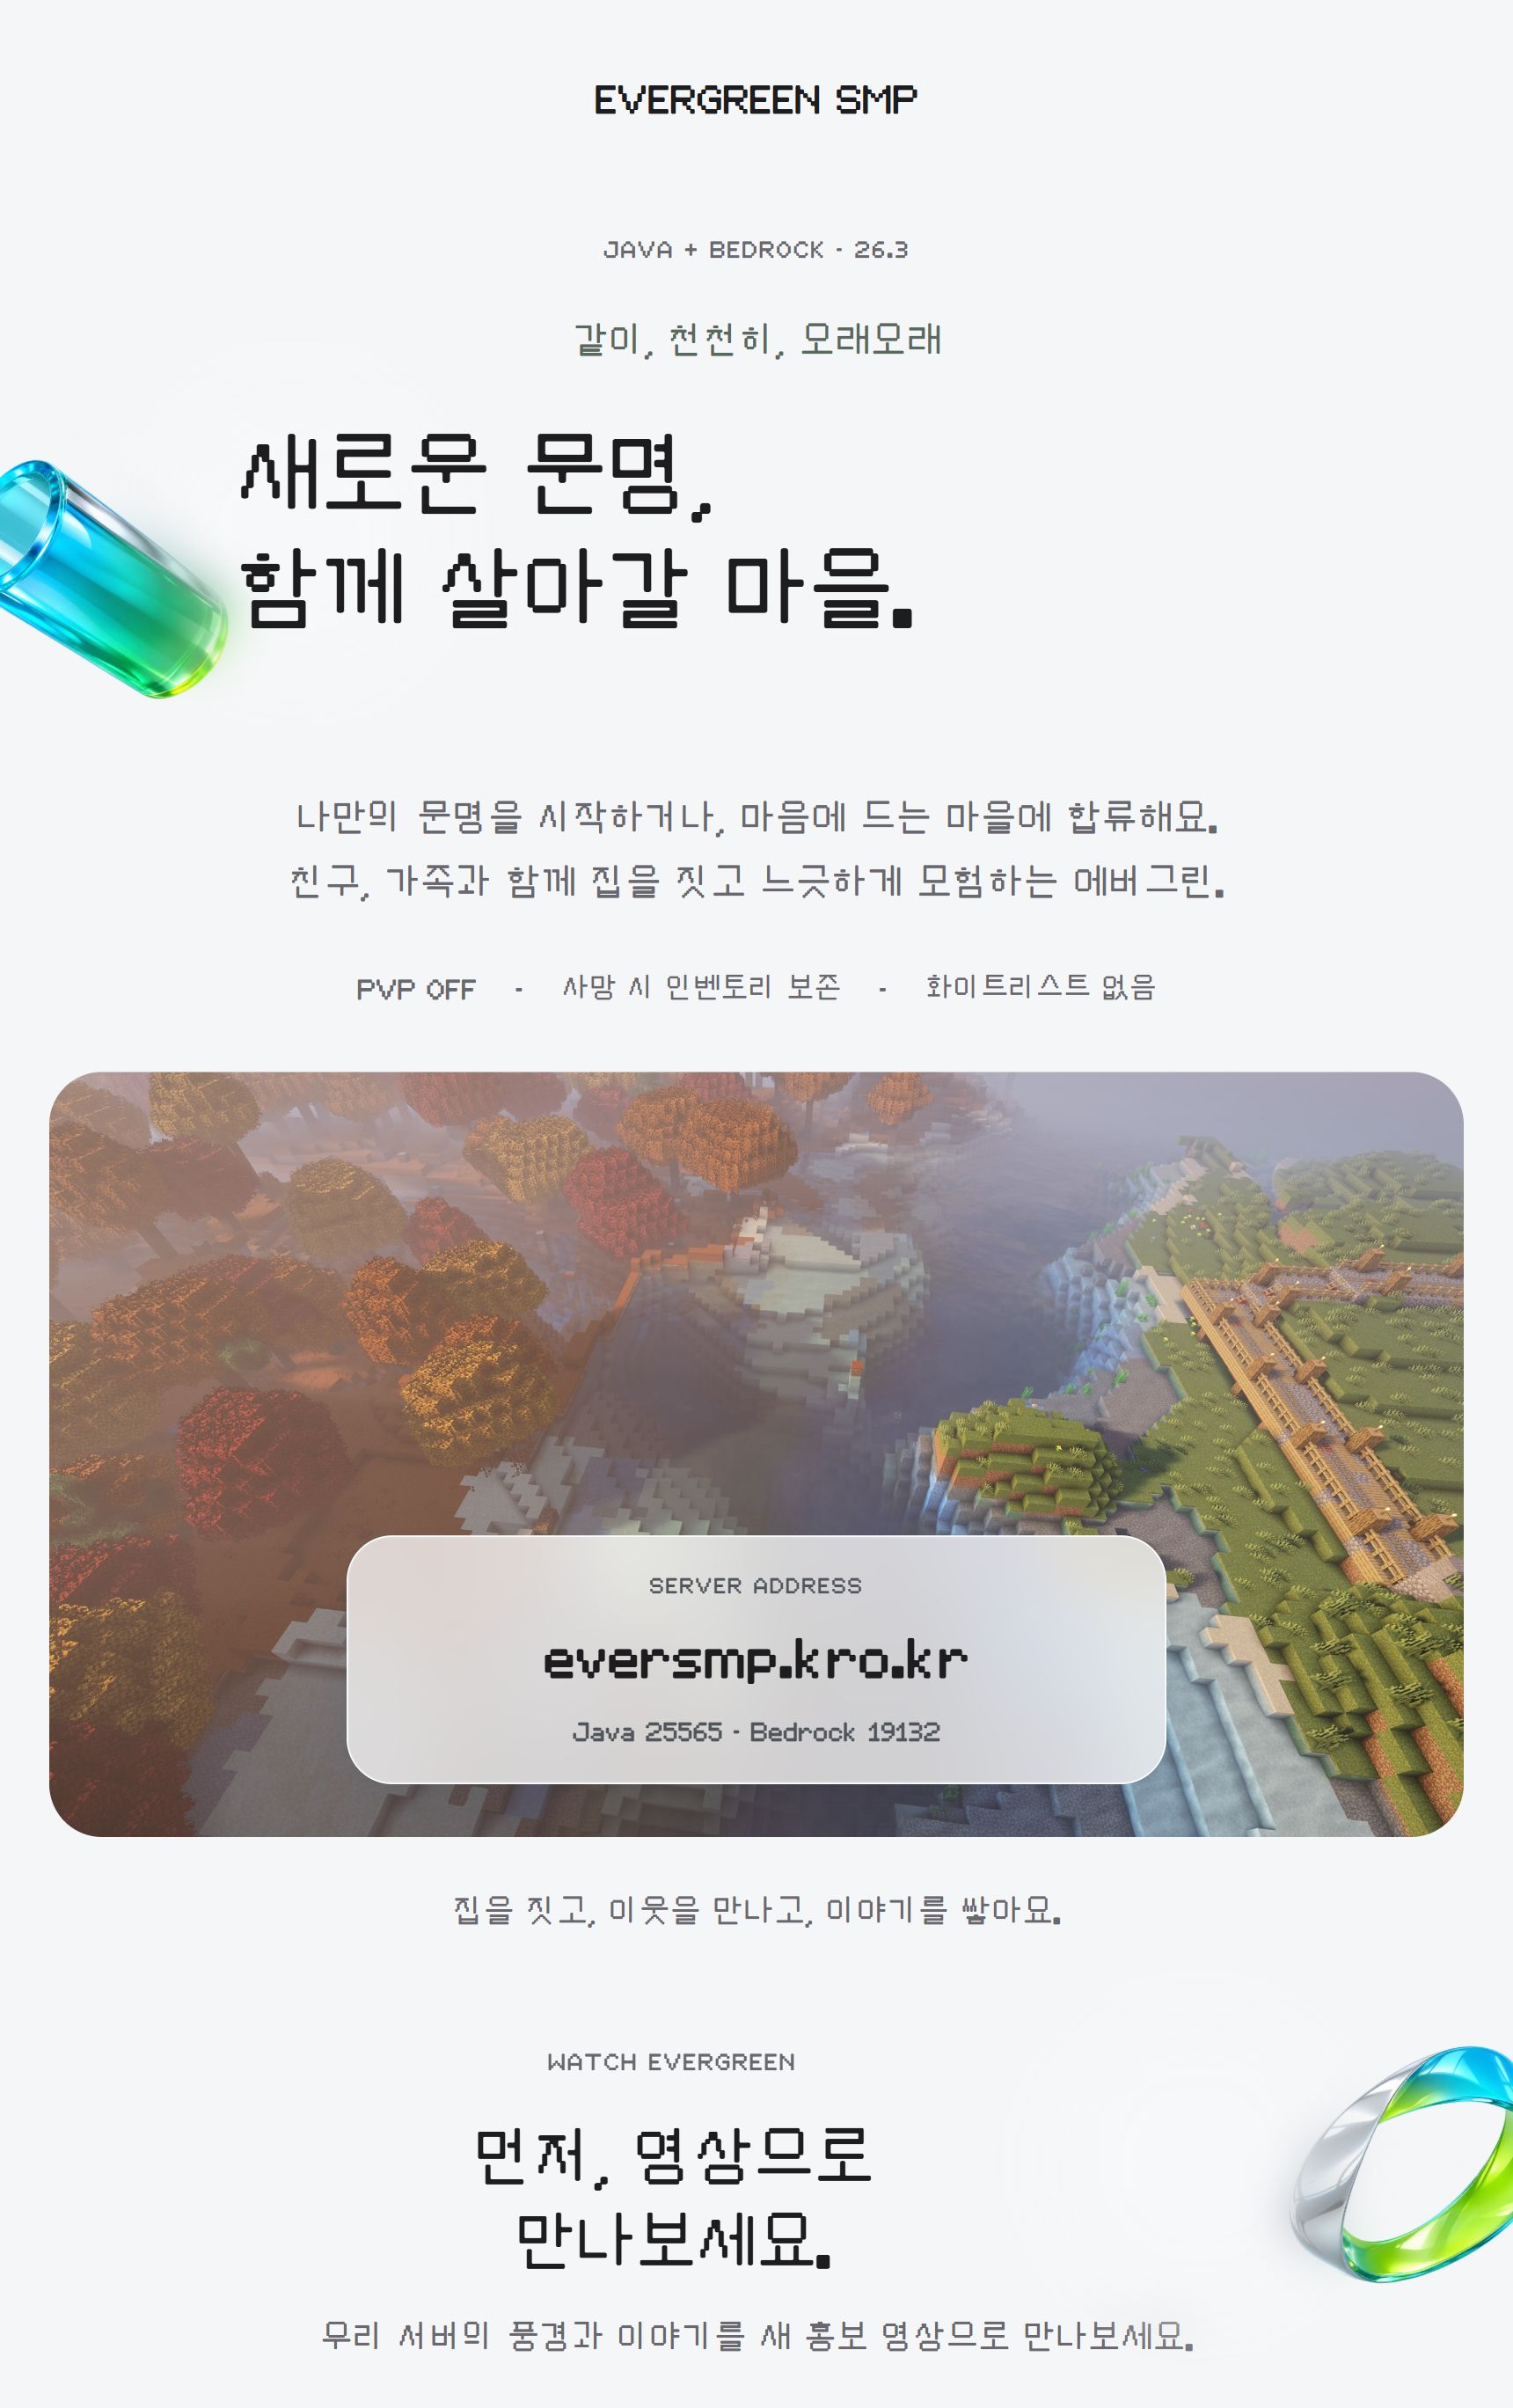 EVERGREEN SMP
JAVA + BEDROCK · 26.3
같이, 천천히, 오래오래
새로운 문명,
함께 살아갈 마을.
나만의 문명을 시작하거나, 마음에 드는 마을에 합류해요.
친구, 가족과 함께 집을 짓고 느긋하게 모험하는 에버그린.
PVP OFF · 사망 시 인벤토리 보존 · 화이트리스트 없음
SERVER ADDRESS
eversmp.kro.kr
Java 25565 · Bedrock 19132
집을 짓고, 이웃을 만나고, 이야기를 쌓아요.
WATCH EVERGREEN
먼저, 영상으로
만나보세요.
우리 서버의 풍경과 이야기를 새 홍보 영상으로 만나보세요.